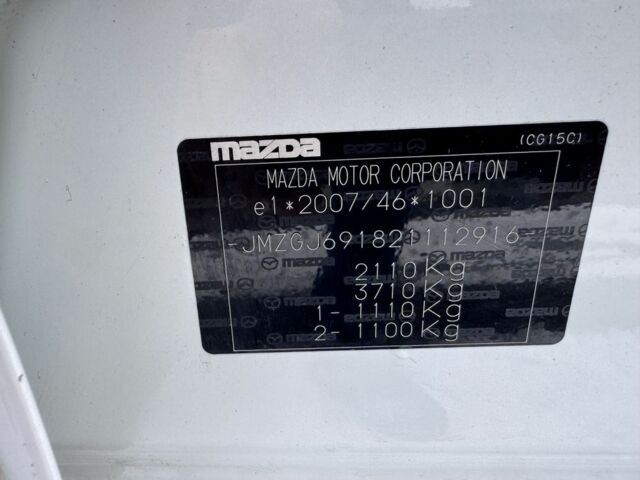 mazda (CG15C)
MAZDA MOTOR CORPORATION
e1*2007/46*1001
-JMZGJ691821112916
2110Kg
3710Kg
1-1110Kg
2-1100Kg